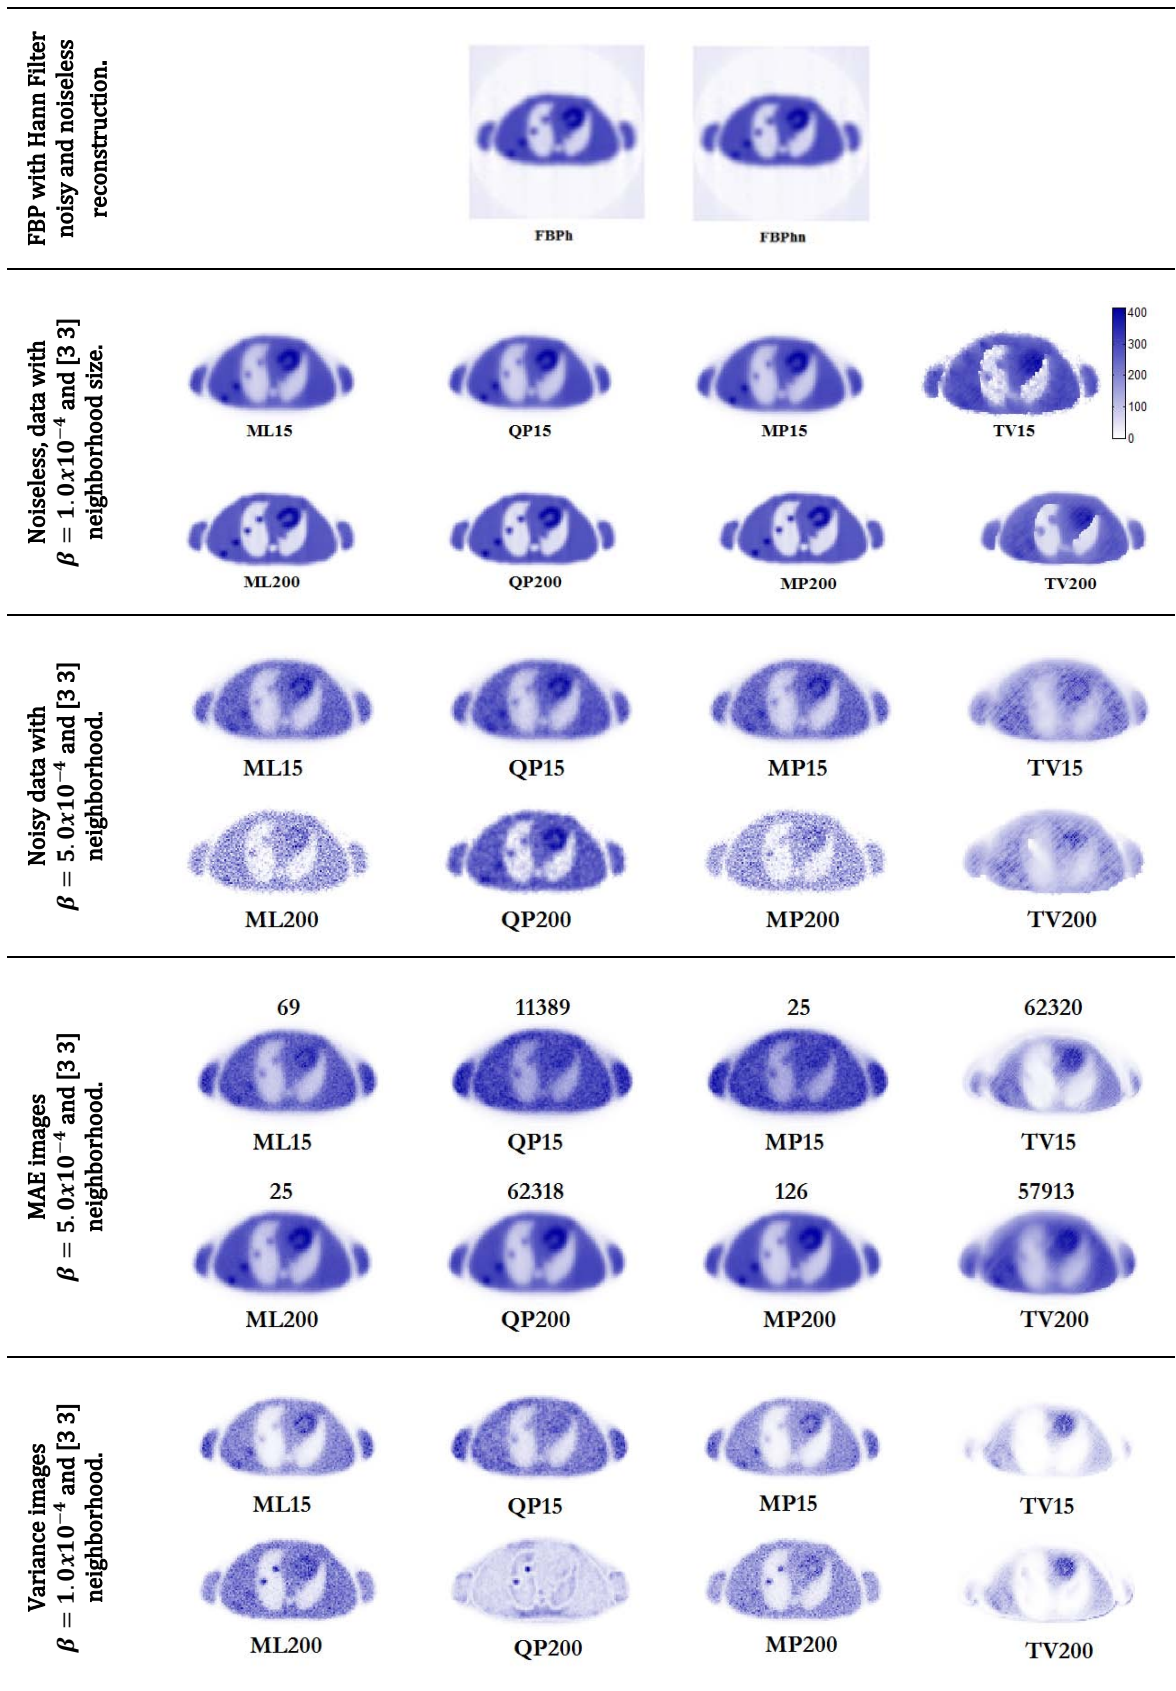 FBP with Hann Filter
noisy and noiseless
reconstruction.
FBPh
FBPhn
Noiseless, data with
β = 1.0x10⁻⁴ and [3 3]
neighborhood size.
ML15
QP15
MP15
TV15
400
300
200
100
0
ML200
QP200
MP200
TV200
Noisy data with
β = 5.0x10⁻⁴ and [3 3]
neighborhood.
ML15
QP15
MP15
TV15
ML200
QP200
MP200
TV200
MAE images
β = 5.0x10⁻⁴ and [3 3]
neighborhood.
69
11389
25
62320
ML15
QP15
MP15
TV15
25
62318
126
57913
ML200
QP200
MP200
TV200
Variance images
β = 1.0x10⁻⁴ and [3 3]
neighborhood.
ML15
QP15
MP15
TV15
ML200
QP200
MP200
TV200